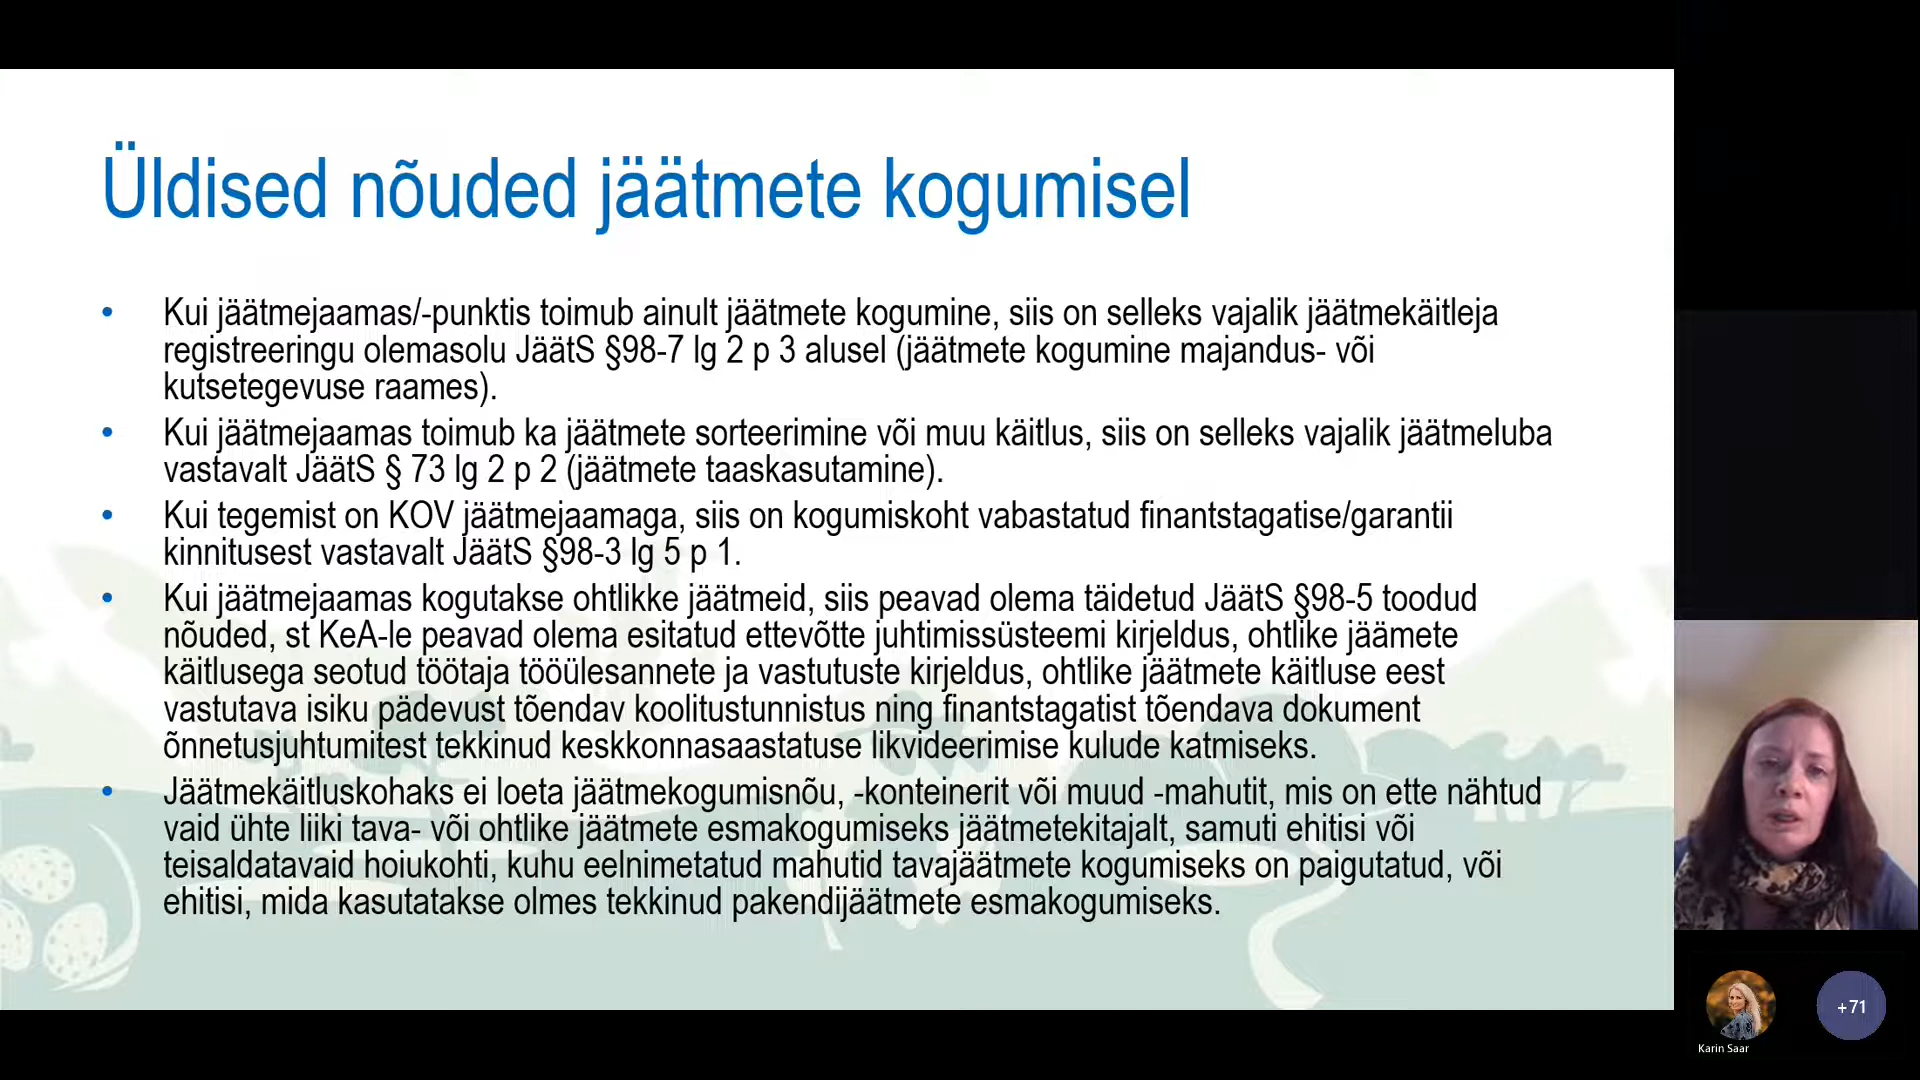 Üldised nõuded jäätmete kogumisel
• Kui jäätmejaamas/-punktis toimub ainult jäätmete kogumine, siis on selleks vajalik jäätmekäitleja
registreeringu olemasolu JäätS §98-7 lg 2 p 3 alusel (jäätmete kogumine majandus- või
kutsetegevuse raames).
• Kui jäätmejaamas toimub ka jäätmete sorteerimine või muu käitlus, siis on selleks vajalik jäätmeluba
vastavalt JäätS § 73 lg 2 p 2 (jäätmete taaskasutamine).
• Kui tegemist on KOV jäätmejaamaga, siis on kogumiskoht vabastatud finantstagatise/garantii
kinnitusest vastavalt JäätS §98-3 lg 5 p 1.
• Kui jäätmejaamas kogutakse ohtlikke jäätmeid, siis peavad olema täidetud JäätS §98-5 toodud
nõuded, st KeA-le peavad olema esitatud ettevõtte juhtimissüsteemi kirjeldus, ohtlike jäämete
käitlusega seotud töötaja tööülesannete ja vastutuste kirjeldus, ohtlike jäätmete käitluse eest
vastutava isiku pädevust tõendav koolitustunnistus ning finantstagatist tõendava dokument
õnnetusjuhtumitest tekkinud keskkonnasaastatuse likvideerimise kulude katmiseks.
• Jäätmekäitluskohaks ei loeta jäätmekogumisnõu, -konteinerit või muud -mahutit, mis on ette nähtud
vaid ühte liiki tava- või ohtlike jäätmete esmakogumiseks jäätmetekitajalt, samuti ehitisi või
teisaldatavaid hoiukohti, kuhu eelnimetatud mahutid tavajäätmete kogumiseks on paigutatud, või
ehitisi, mida kasutatakse olmes tekkinud pakendijäätmete esmakogumiseks.
+71
Karin Saar